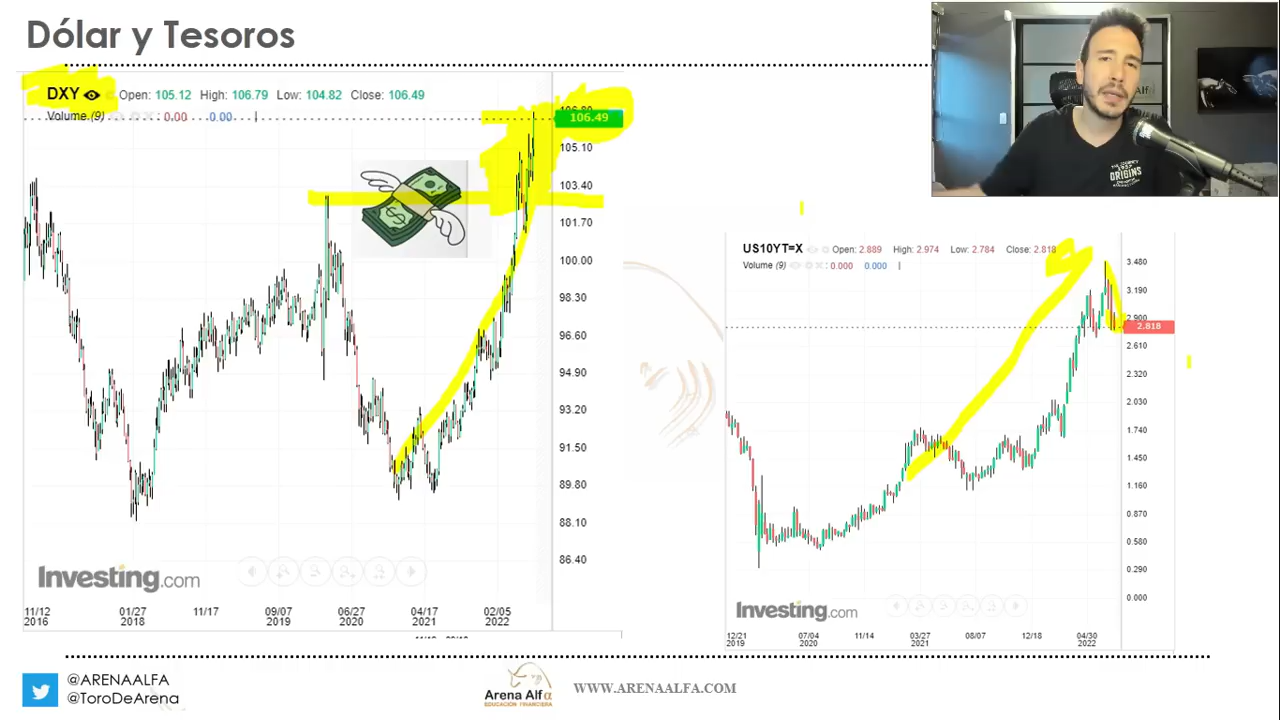 Dólar y Tesoros
DXY Open: 105.12 High: 106.79 Low: 104.82 Close: 106.49
Volume (9) 0.00 0.00
106.49
105.10
103.40
101.70
100.00
98.30
96.60
94.90
93.20
91.50
89.80
88.10
86.40
Investing.com
11/12 01/27 11/17 09/07 06/27 04/17 02/05
2016 2018 2019 2020 2021 2022
THE JOURNEY
ORIGINS
US10YT=X Open: 2.889 High: 2.974 Low: 2.784 Close: 2.818
Volume (9) 0.000 0.000
3.480
3.190
2.900
2.818
2.610
2.320
2.030
1.740
1.450
1.160
0.870
0.580
0.290
0.000
Investing.com
12/21 07/04 11/14 03/27 08/07 12/18 04/30
2019 2020 2021 2022
@ARENAALFA
@ToroDeArena
Arena Alfα
EDUCACIÓN FINANCIERA
WWW.ARENAALFA.COM